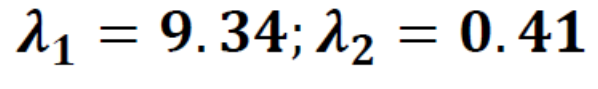 λ₁ = 9.34; λ₂ = 0.41